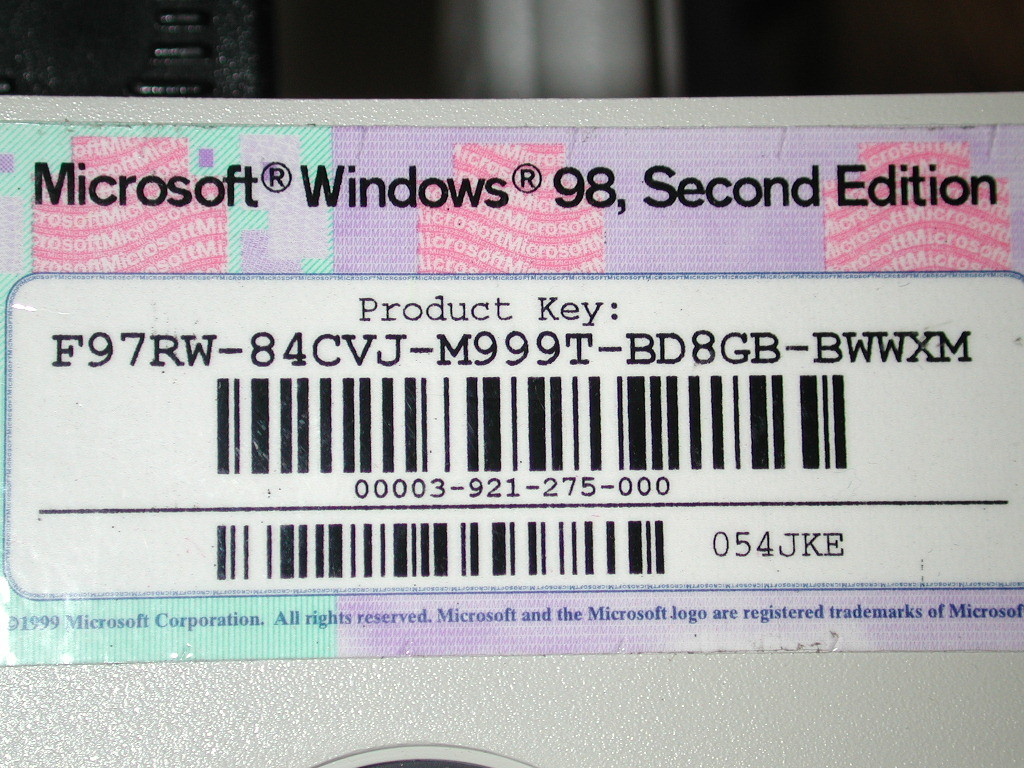 Microsoft® Windows® 98, Second Edition
Product Key:
F97RW-84CVJ-M999T-BD8GB-BWWXM
00003-921-275-000
054JKE
©1999 Microsoft Corporation. All rights reserved. Microsoft and the Microsoft logo are registered trademarks of Microsoft